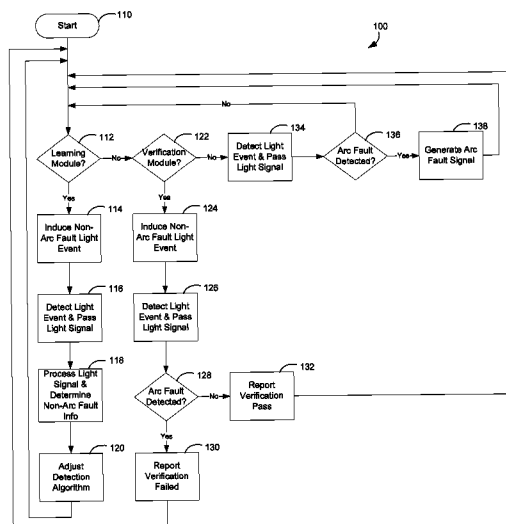 Start
110
100
No
112
Learning
Module?
No
122
Verification
Module?
No
134
Detect Light
Event & Pass
Light Signal
136
Arc Fault
Detected?
Yes
138
Generate Arc
Fault Signal
Yes
114
Induce Non-
Arc Fault Light
Event
Yes
124
Induce Non-
Arc Fault Light
Event
116
Detect Light
Event & Pass
Light Signal
126
Detect Light
Event & Pass
Light Signal
118
Process Light
Signal &
Determine
Non-Arc Fault
Info
128
Arc Fault
Detected?
No
132
Report
Verification
Pass
Yes
120
Adjust
Detection
Algorithm
130
Report
Verification
Failed